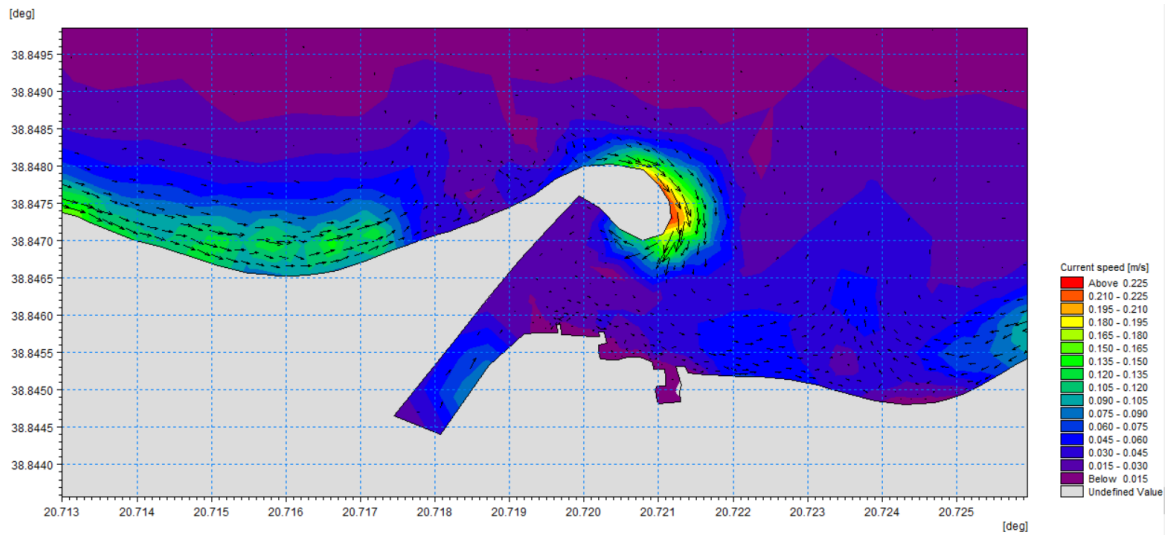 [deg]
38.8495
38.8490
38.8485
38.8480
38.8475
38.8470
38.8465
38.8460
38.8455
38.8450
38.8445
38.8440
20.713 20.714 20.715 20.716 20.717 20.718 20.719 20.720 20.721 20.722 20.723 20.724 20.725
[deg]
Current speed [m/s]
Above 0.225
0.210 - 0.225
0.195 - 0.210
0.180 - 0.195
0.165 - 0.180
0.150 - 0.165
0.135 - 0.150
0.120 - 0.135
0.105 - 0.120
0.090 - 0.105
0.075 - 0.090
0.060 - 0.075
0.045 - 0.060
0.030 - 0.045
0.015 - 0.030
Below 0.015
Undefined Value